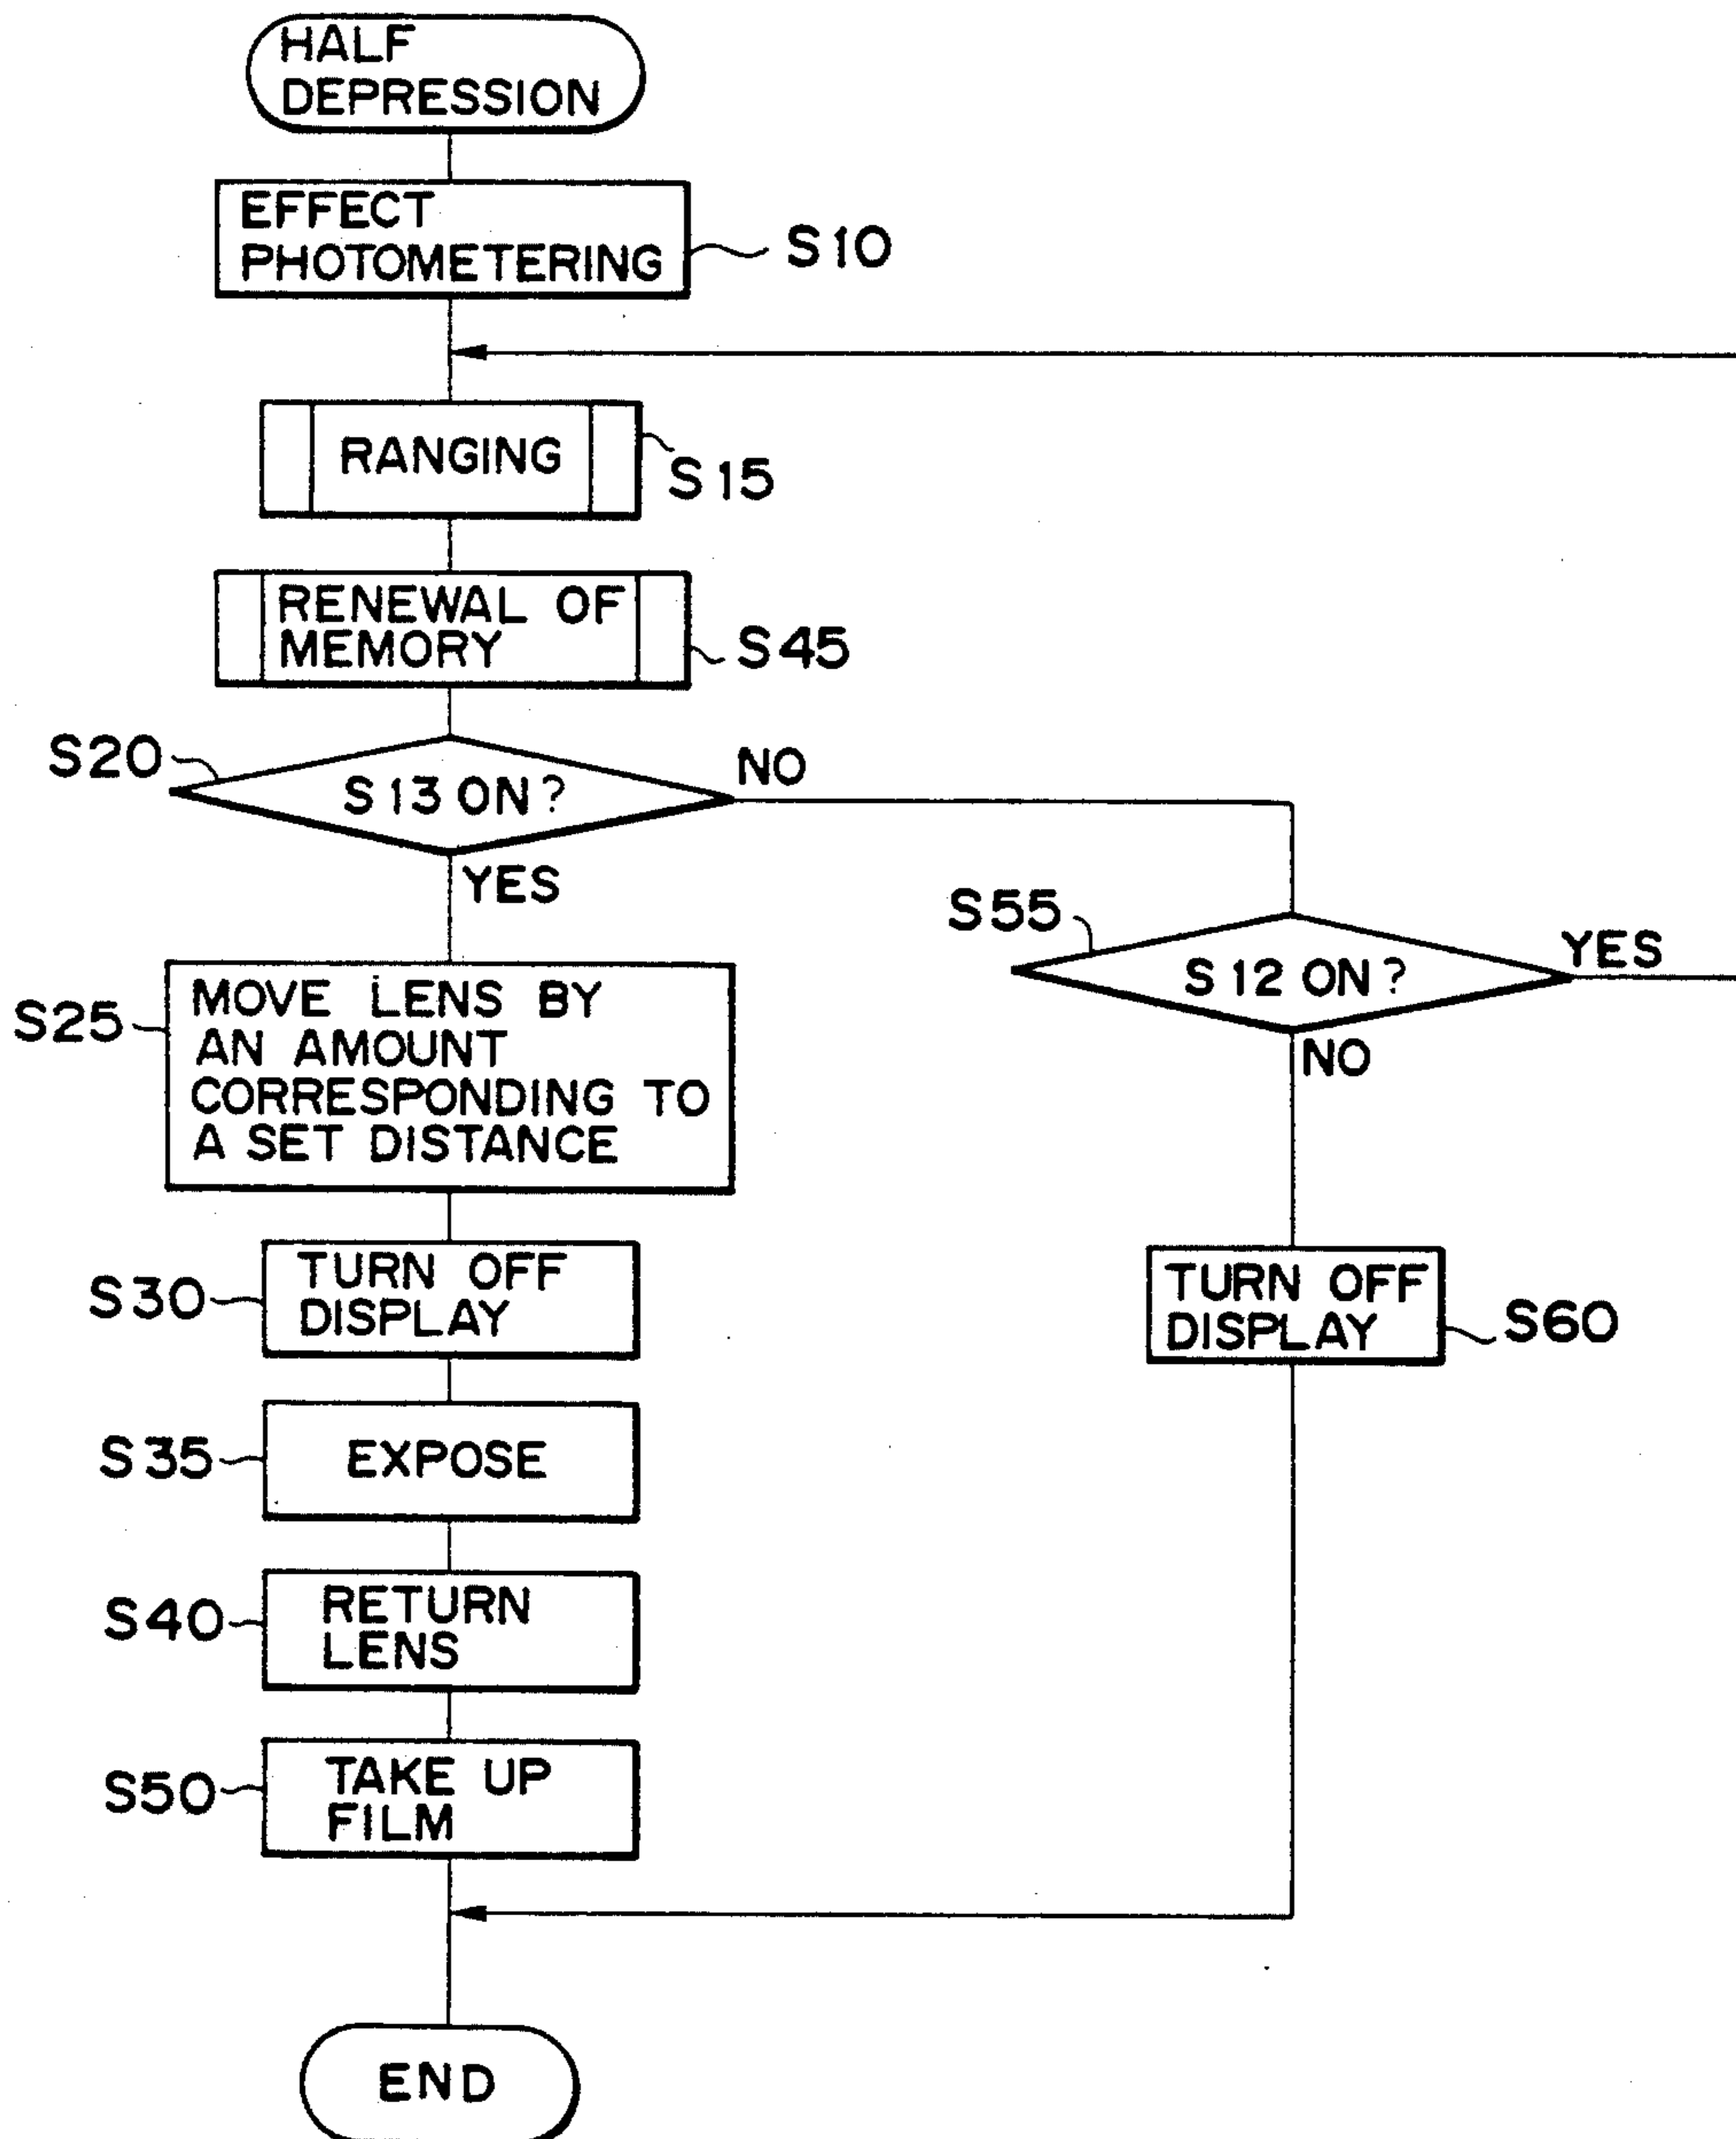 HALF
DEPRESSION
EFFECT
PHOTOMETERING
S10
RANGING
S15
RENEWAL OF
MEMORY
S45
S20
S13 ON?
NO
YES
S55
S12 ON?
YES
NO
S25
MOVE LENS BY
AN AMOUNT
CORRESPONDING TO
A SET DISTANCE
S30
TURN OFF
DISPLAY
TURN OFF
DISPLAY
S60
S35
EXPOSE
S40
RETURN
LENS
S50
TAKE UP
FILM
END